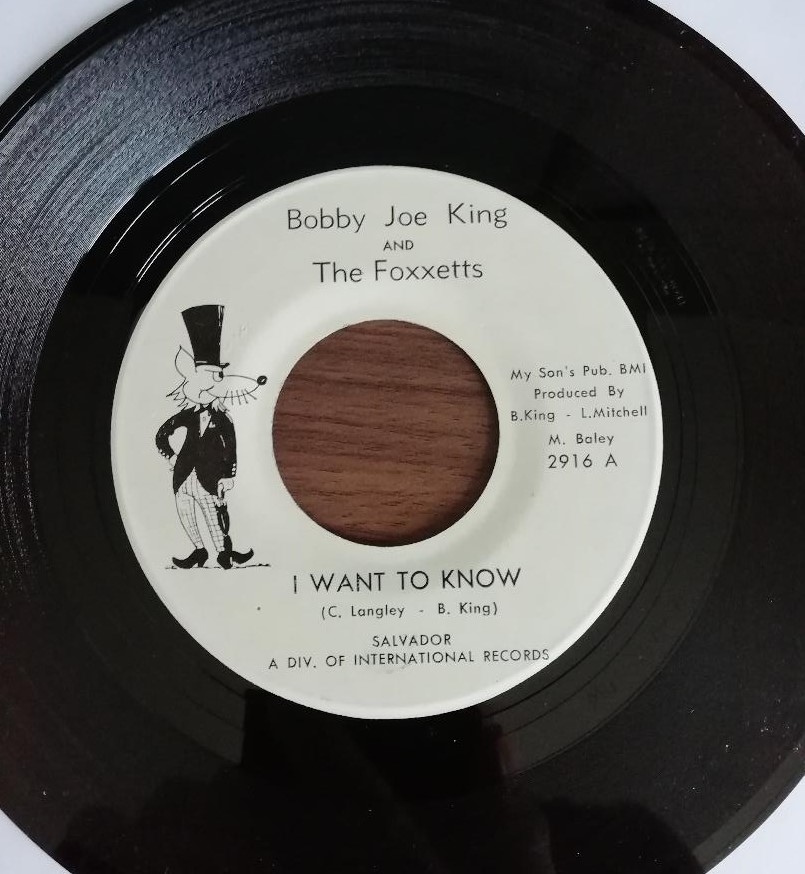 Bobby Joe King
AND
The Foxxetts
My Son's Pub. BMI
Produced By
B.King - L.Mitchell
M. Baley
2916 A
I WANT TO KNOW
(C. Langley - B. King)
SALVADOR
A DIV. OF INTERNATIONAL RECORDS